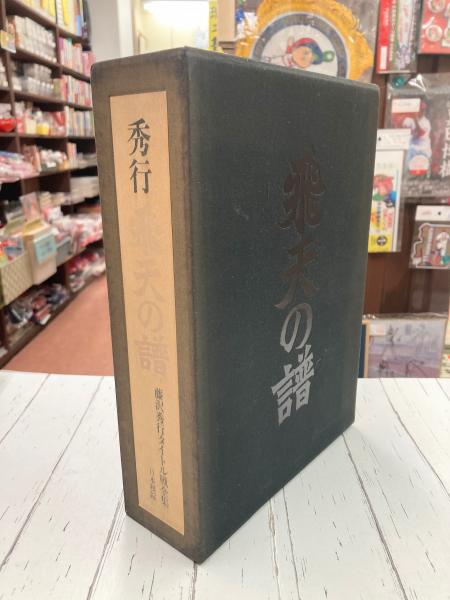 秀行
飛天の譜
藤沢秀行タイトル戦全集
日本棋院
飛天の譜